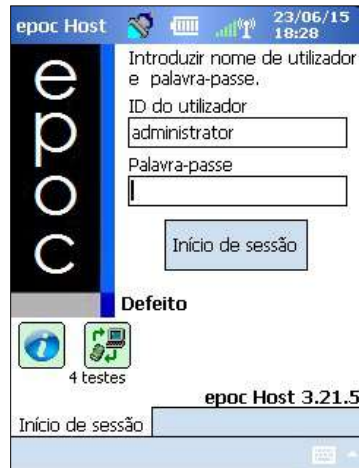 epoc Host
23/06/15
18:28
epoc
Introduzir nome de utilizador
e palavra-passe.
ID do utilizador
administrator
Palavra-passe
Início de sessão
Defeito
4 testes
epoc Host 3.21.5
Início de sessão